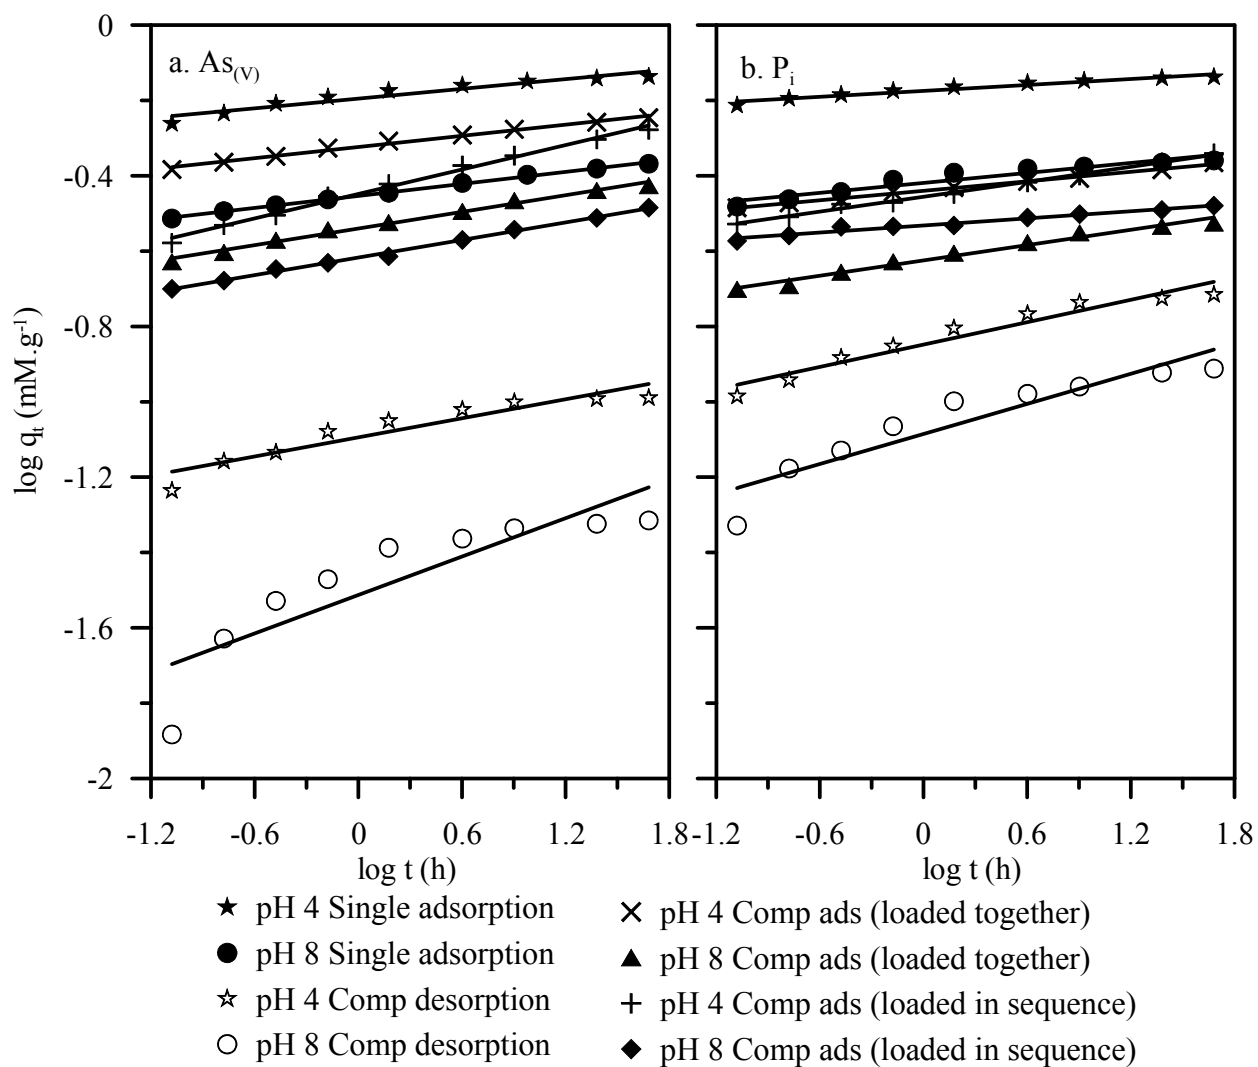 0
-0.4
-0.8
-1.2
-1.6
-2
log qt (mM.g-1)
a. As(V)
b. Pi
-1.2 -0.6 0 0.6 1.2 1.8
-1.2 -0.6 0 0.6 1.2 1.8
log t (h)
log t (h)
pH 4 Single adsorption
pH 8 Single adsorption
pH 4 Comp desorption
pH 8 Comp desorption
pH 4 Comp ads (loaded together)
pH 8 Comp ads (loaded together)
pH 4 Comp ads (loaded in sequence)
pH 8 Comp ads (loaded in sequence)